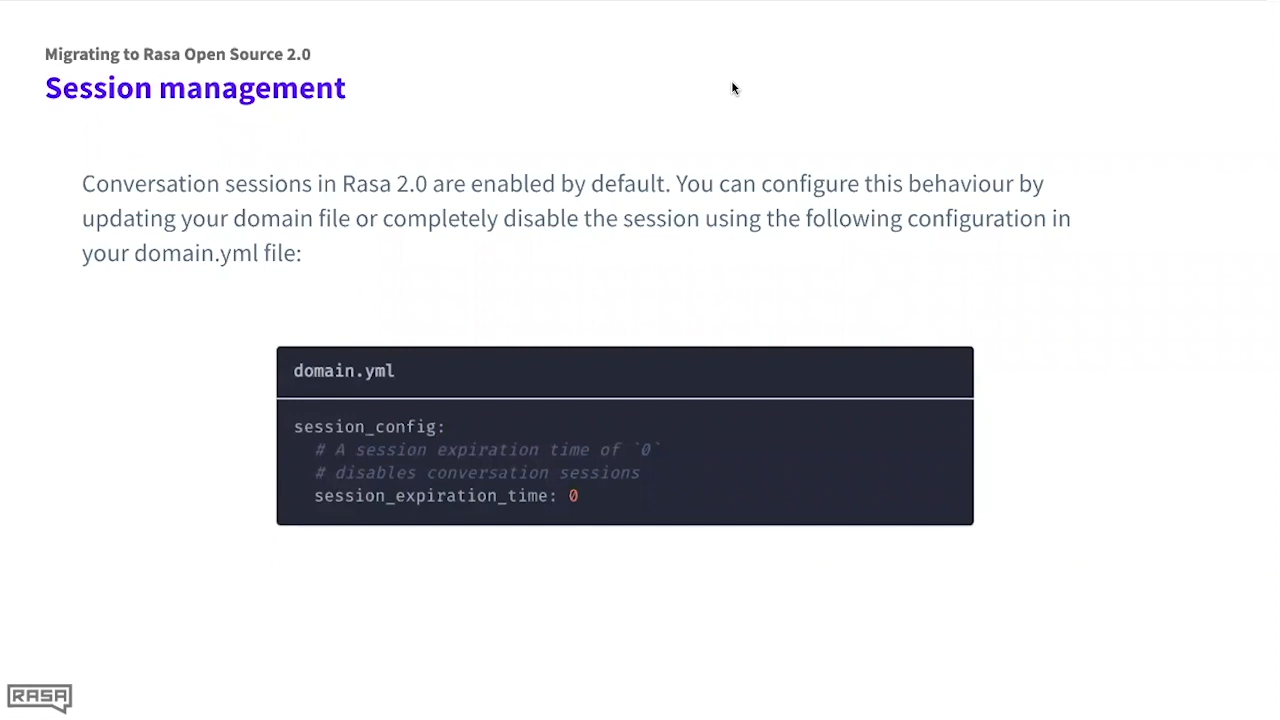 Migrating to Rasa Open Source 2.0
Session management
Conversation sessions in Rasa 2.0 are enabled by default. You can configure this behaviour by
updating your domain file or completely disable the session using the following configuration in
your domain.yml file:
domain.yml
session_config:
# A session expiration time of `0`
# disables conversation sessions
session_expiration_time: 0
RASA